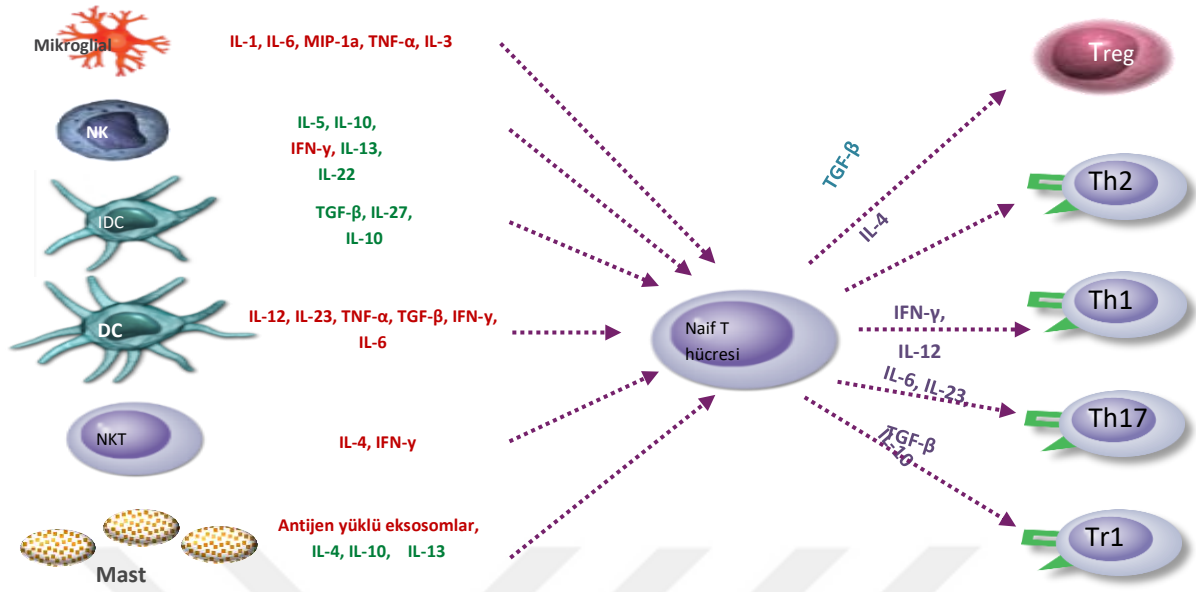 Mikroglial
IL-1, IL-6, MIP-1a, TNF-α, IL-3
NK
IL-5, IL-10,
IFN-γ, IL-13,
IL-22
IDC
TGF-β, IL-27,
IL-10
DC
IL-12, IL-23, TNF-α, TGF-β, IFN-γ,
IL-6
NKT
IL-4, IFN-γ
Antijen yüklü eksosomlar,
IL-4, IL-10, IL-13
Mast
Naif T
hücresi
TGF-β
IL-4
IFN-γ,
IL-12
IL-6, IL-23
TGF-β
IL-10
Treg
Th2
Th1
Th17
Tr1